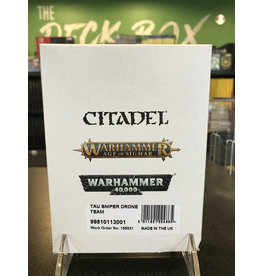 THE
DECK BOX
CITADEL
WARHAMMER
AGE OF SIGMAR
WARHAMMER
40,000
TAU SNIPER DRONE
TEAM
99810113001
MADE IN THE UK